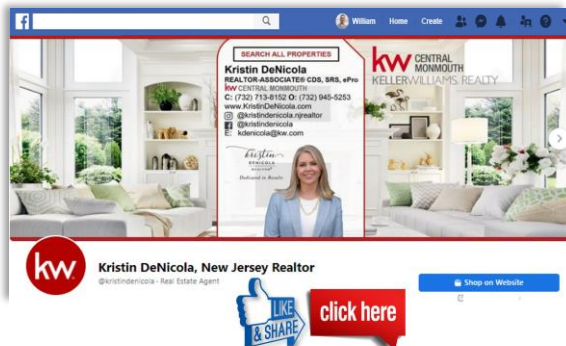 f
William Home Create
SEARCH ALL PROPERTIES
Kristin DeNicola
REALTOR-ASSOCIATE® CDS, SRS, ePro
kw CENTRAL MONMOUTH
C: (732) 713-8152 O: (732) 945-5253
www.KristinDeNicola.com
@kristindenicola.njrealtor
@kristindenicola
E: kdenicola@kw.com
kristin
DENICOLA
REALTOR®
Dedicated to Results
kw CENTRAL
MONMOUTH
KELLERWILLIAMS. REALTY
kw
Kristin DeNicola, New Jersey Realtor
@kristindenicola · Real Estate Agent
Shop on Website
LIKE
& SHARE
click here